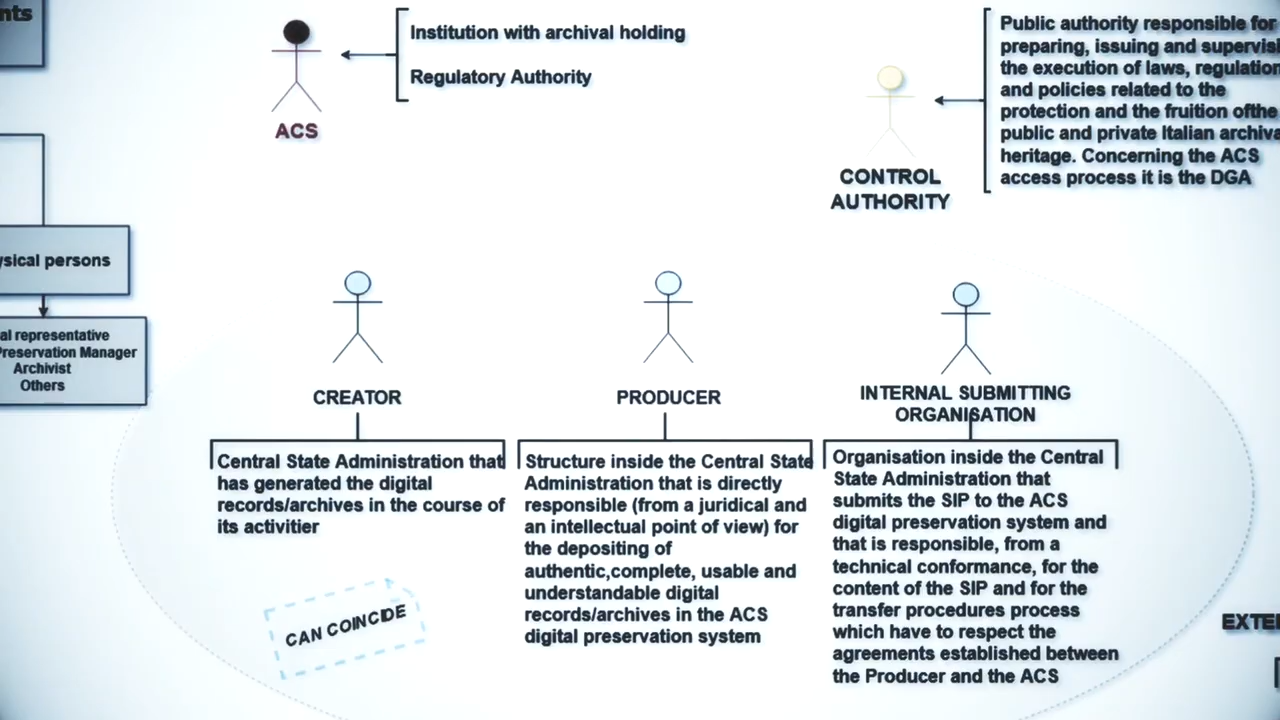 nts
Institution with archival holding
Regulatory Authority
ACS
Public authority responsible for
preparing, issuing and supervisi
the execution of laws, regulation
and policies related to the
protection and the fruition ofthe
public and private Italian archiva
heritage. Concerning the ACS
access process it is the DGA
CONTROL
AUTHORITY
ysical persons
al representative
Preservation Manager
Archivist
Others
CREATOR
Central State Administration that
has generated the digital
records/archives in the course of
its activitier
CAN COINCIDE
PRODUCER
Structure inside the Central State
Administration that is directly
responsible (from a juridical and
an intellectual point of view) for
the depositing of
authentic,complete, usable and
understandable digital
records/archives in the ACS
digital preservation system
INTERNAL SUBMITTING
ORGANISATION
Organisation inside the Central
State Administration that
submits the SIP to the ACS
digital preservation system and
that is responsible, from a
technical conformance, for the
content of the SIP and for the
transfer procedures process
which have to respect the
agreements established between
the Producer and the ACS
EXTE